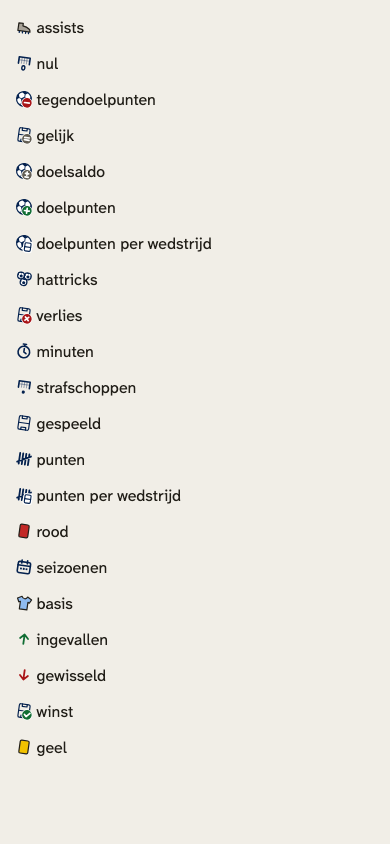 assists
nul
tegendoelpunten
gelijk
doelsaldo
doelpunten
doelpunten per wedstrijd
hattricks
verlies
minuten
strafschoppen
gespeeld
punten
punten per wedstrijd
rood
seizoenen
basis
ingevallen
gewisseld
winst
geel